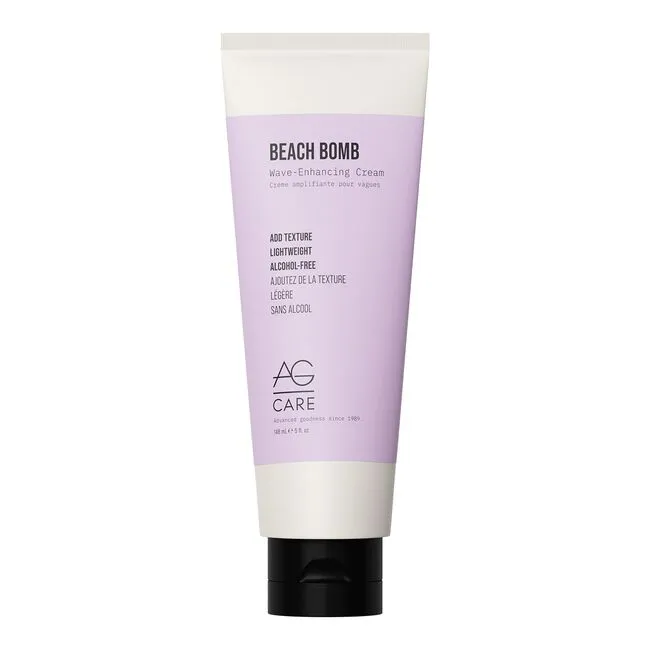 BEACH BOMB
Wave-Enhancing Cream
Crème amplifiante pour vagues
ADD TEXTURE
LIGHTWEIGHT
ALCOHOL-FREE
AJOUTEZ DE LA TEXTURE
LÉGÈRE
SANS ALCOOL
AG
CARE
Advanced goodness since 1989.
148 mL e 5 fl. oz